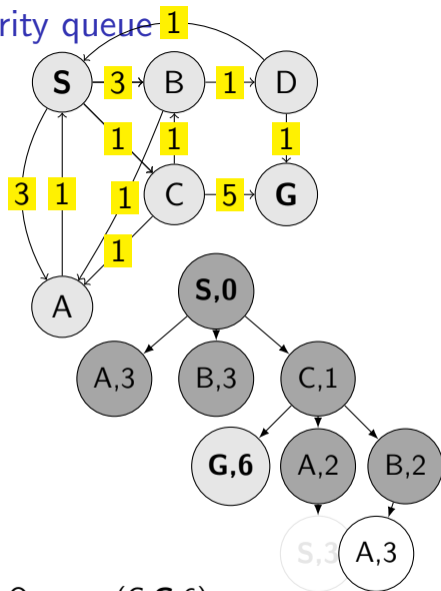 rity queue
1
S 3 B 1 D
1 1 1
3 1 1 C 5 G
1
A
S,0
A,3 B,3 C,1
G,6 A,2 B,2
S,3 A,3